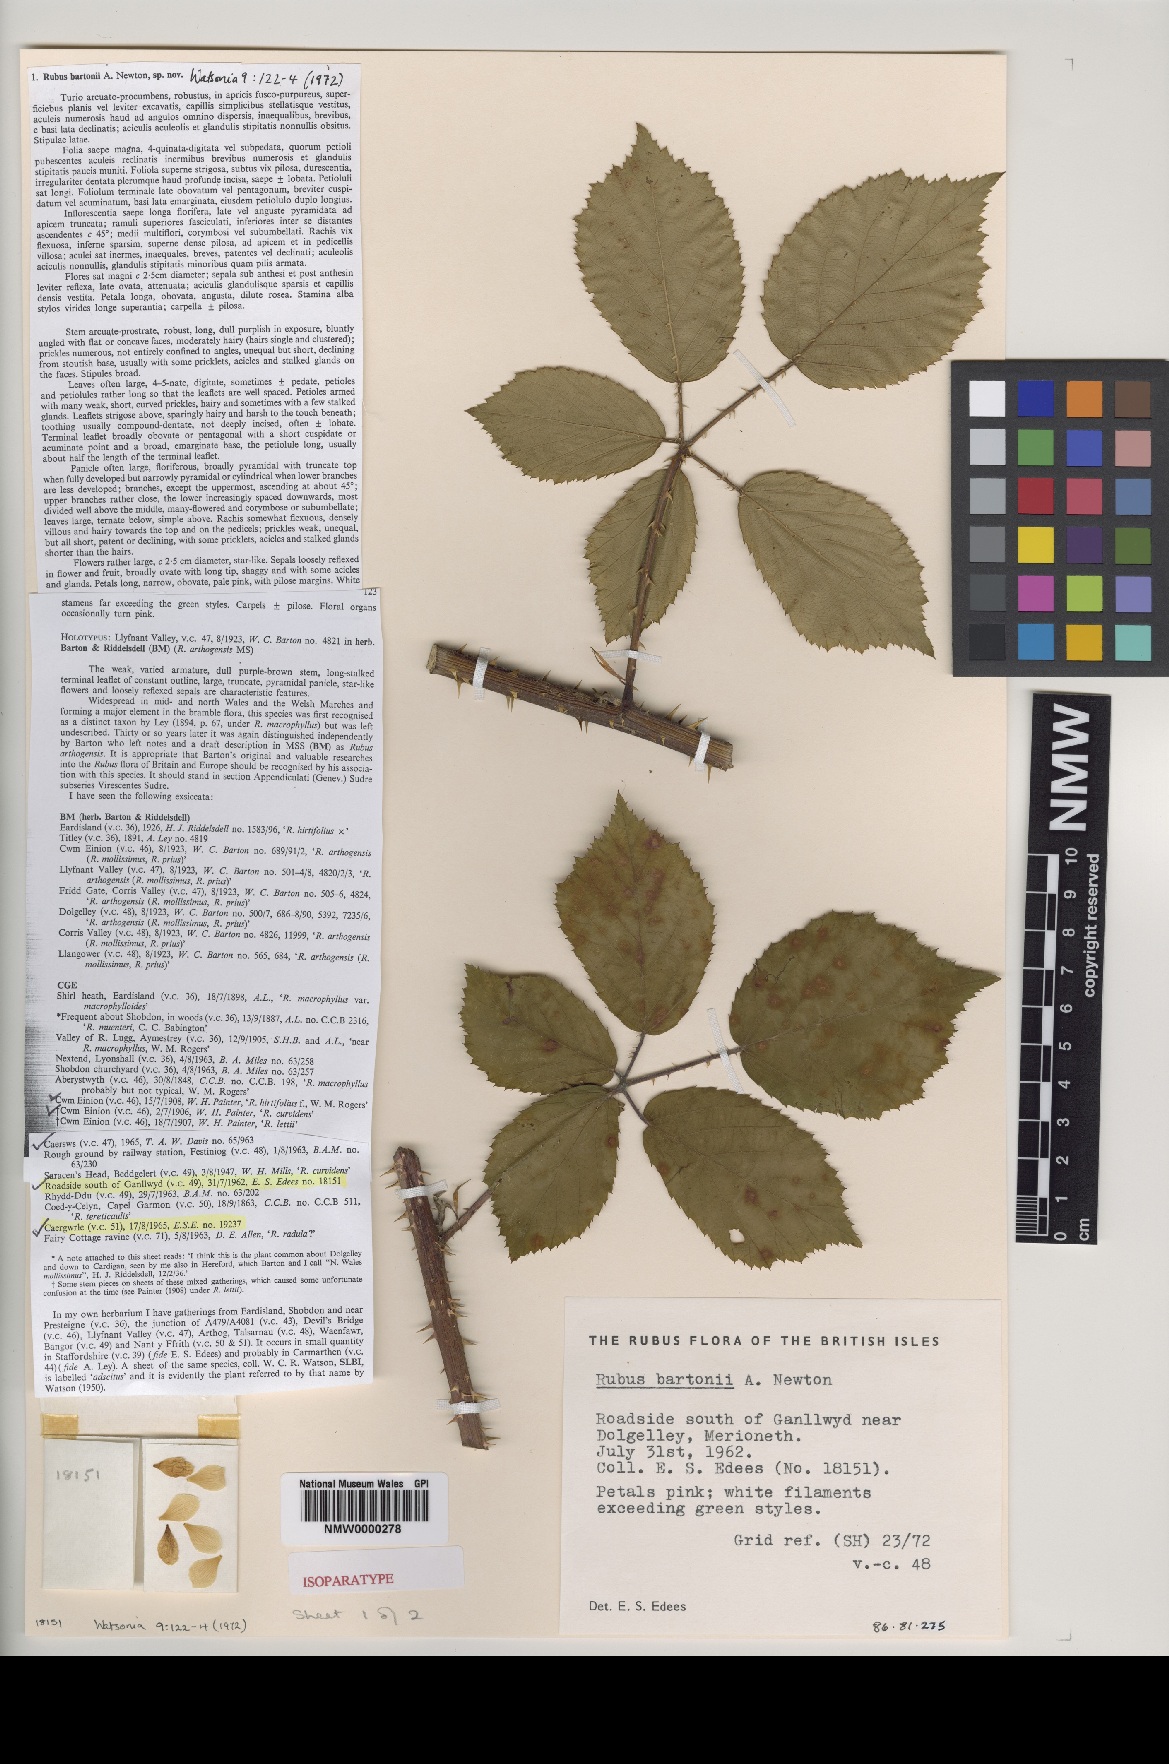 1. Rubus bartonii A. Newton, sp. nov. Watsonia 9:122-4 (1972)
Turio arcuato-procumbens, robustus, in apricis fusco-purpureus, super-
ficiebus planis vel leviter excavatis, capillis simplicibus stellatisque vestitus,
aculeis numerosis haud ad angulos omnino dispersis, inaequalibus, brevibus,
e basi lata declinatis; aciculis aculeolis et glandulis stipitatis nonnullis obsitus.
Stipulae latae.
Folia saepe magna, 4-quinata-digitata vel subpedata, quorum petioli
pubescentes aculeis reclinatis inermibus brevibus numerosis et glandulis
stipitatis paucis muniti. Foliola superne strigosa, subtus vix pilosa, durescentia,
irregulariter dentata plerumque haud profunde incisa, saepe ± lobata. Petioluli
sat longi. Foliolum terminale late obovatum vel pentagonum, breviter cuspi-
datum vel acuminatum, basi lata emarginata, eiusdem petiolulo duplo longius.
Inflorescentia saepe longa florifera, late vel anguste pyramidata ad
apicem truncata; ramuli superiores fasciculati, inferiores inter se distantes
ascendentes c 45°; medii multiflori, corymbosi vel subumbellati. Rachis vix
flexuosa, inferne sparsim, superne dense pilosa, ad apicem et in pedicellis
villosa; aculei sat inermes, inaequales, breves, patentes vel declinati; aculeolis
aciculis nonnullis, glandulis stipitatis minoribus quam pilis armata.
Flores sat magni c 2·5cm diameter; sepala sub anthesi et post anthesin
leviter reflexa, late ovata, attenuata; aciculis glandulisque sparsis et capillis
densis vestita. Petala longa, obovata, angusta, dilute rosea. Stamina alba
stylos virides longe superantia; carpella ± pilosa.
Stem arcuate-prostrate, robust, long, dull purplish in exposure, bluntly
angled with flat or concave faces, moderately hairy (hairs single and clustered);
prickles numerous, not entirely confined to angles, unequal but short, declining
from stoutish base, usually with some pricklets, acicles and stalked glands on
the faces. Stipules broad.
Leaves often large, 4–5-nate, digitate, sometimes ± pedate, petioles
and petiolules rather long so that the leaflets are well spaced. Petioles armed
with many weak, short, curved prickles, hairy and sometimes with a few stalked
glands. Leaflets strigose above, sparingly hairy and harsh to the touch beneath;
toothing usually compound-dentate, not deeply incised, often ± lobate.
Terminal leaflet broadly obovate or pentagonal with a short cuspidate or
acuminate point and a broad, emarginate base, the petiolule long, usually
about half the length of the terminal leaflet.
Panicle often large, floriferous, broadly pyramidal with truncate top
when fully developed but narrowly pyramidal or cylindrical when lower branches
are less developed; branches, except the uppermost, ascending at about 45°;
upper branches rather close, the lower increasingly spaced downwards, most
divided well above the middle, many-flowered and corymbose or subumbellate;
leaves large, ternate below, simple above. Rachis somewhat flexuous, densely
villous and hairy towards the top and on the pedicels; prickles weak, unequal,
but all short, patent or declining, with some pricklets, acicles and stalked glands
shorter than the hairs.
Flowers rather large, c 2·5 cm diameter, star-like. Sepals loosely reflexed
in flower and fruit, broadly ovate with long tip, shaggy and with some acicles
and glands. Petals long, narrow, obovate, pale pink, with pilose margins. White
123
stamens far exceeding the green styles. Carpels ± pilose. Floral organs
occasionally turn pink.
HOLOTYPUS: Llyfnant Valley, v.c. 47, 8/1923, W. C. Barton no. 4821 in herb.
Barton & Riddelsdell (BM) (R. arthogensis MS)
The weak, varied armature, dull purple-brown stem, long-stalked
terminal leaflet of constant outline, large, truncate, pyramidal panicle, star-like
flowers and loosely reflexed sepals are characteristic features.
Widespread in mid- and north Wales and the Welsh Marches and
forming a major element in the bramble flora, this species was first recognised
as a distinct taxon by Ley (1894, p. 67, under R. macrophyllus) but was left
undescribed. Thirty or so years later it was again distinguished independently
by Barton who left notes and a draft description in MSS (BM) as Rubus
arthogensis. It is appropriate that Barton's original and valuable researches
into the Rubus flora of Britain and Europe should be recognised by his associa-
tion with this species. It should stand in section Appendiculati (Genev.) Sudre
subseries Virescentes Sudre.
I have seen the following exsiccata:
BM (herb. Barton & Riddelsdell)
Eardisland (v.c. 36), 1926, H. J. Riddelsdell no. 1583/96, 'R. hirtifolius ×.'
Titley (v.c. 36), 1891, A. Ley no. 4819
Cwm Einion (v.c. 46), 8/1923, W. C. Barton no. 689/91/2, 'R. arthogensis
(R. mollissimus, R. prius)'
Llyfnant Valley (v.c. 47), 8/1923, W. C. Barton no. 501-4/8, 4820/2/3, 'R.
arthogensis (R. mollissimus, R. prius)'
Fridd Gate, Corris Valley (v.c. 47), 8/1923, W. C. Barton no. 505-6, 4824,
'R. arthogensis (R. mollissimus, R. prius)'
Dolgelley (v.c. 48), 8/1923, W. C. Barton no. 500/7, 686-8/90, 5392, 7235/6,
'R. arthogensis (R. mollissimus, R. prius)'
Corris Valley (v.c. 48), 8/1923, W. C. Barton no. 4826, 11999, 'R. arthogensis
(R. mollissimus, R. prius)'
Llangower (v.c. 48), 8/1923, W. C. Barton no. 565, 684, 'R. arthogensis (R.
mollissimus, R. prius)'
CGE
Shirl heath, Eardisland (v.c. 36), 18/7/1898, A.L., 'R. macrophyllus var.
macrophylloides'
*Frequent about Shobdon, in woods (v.c. 36), 13/9/1887, A.L. no. C.C.B 2316,
'R. muenteri, C. C. Babington'
Valley of R. Lugg, Aymestrey (v.c. 36), 12/9/1905, S.H.B. and A.L., 'near
R. macrophyllus, W. M. Rogers'
Nextend, Lyonshall (v.c. 36), 4/8/1963, B. A. Miles no. 63/258
Shobdon churchyard (v.c. 36), 4/8/1963, B. A. Miles no. 63/257
Aberystwyth (v.c. 46), 30/8/1848, C.C.B. no. C.C.B. 198, 'R. macrophyllus
probably but not typical, W. M. Rogers'
Cwm Einion (v.c. 46), 15/7/1908, W. H. Painter, 'R. hirtifolius f., W. M. Rogers'
†Cwm Einion (v.c. 46), 2/7/1906, W. H. Painter, 'R. curvidens'
†Cwm Einion (v.c. 46), 18/7/1907, W. H. Painter, 'R. lettii'
Caersws (v.c. 47), 1965, T. A. W. Davis no. 65/963
Rough ground by railway station, Festiniog (v.c. 48), 1/8/1963, B.A.M. no.
63/230
Saracen's Head, Beddgelert (v.c. 49), 3/8/1947, W. H. Mills, 'R. curvidens'
Roadside south of Ganllwyd (v.c. 49), 31/7/1962, E. S. Edees no. 18151
Rhydd-Ddu (v.c. 49), 29/7/1963, B.A.M. no. 63/202
Coed-y-Celyn, Capel Garmon (v.c. 50), 18/9/1863, C.C.B. no. C.C.B 511,
'R. tereticaulis'
Caergwrle (v.c. 51), 17/8/1965, E.S.E. no. 19237
Fairy Cottage ravine (v.c. 71), 5/8/1963, D. E. Allen, 'R. radula?'
* A note attached to this sheet reads: 'I think this is the plant common about Dolgelley
and down to Cardigan, seen by me also in Hereford, which Barton and I call "N. Wales
mollissimus", H. J. Riddelsdell, 12/2/36.'
† Some stem pieces on sheets of these mixed gatherings, which caused some unfortunate
confusion at the time (see Painter (1908) under R. lettii).
In my own herbarium I have gatherings from Eardisland, Shobdon and near
Presteigne (v.c. 36), the junction of A479/A4081 (v.c. 43), Devil's Bridge
(v.c. 46), Llyfnant Valley (v.c. 47), Arthog, Talsarnau (v.c. 48), Waenfawr,
Bangor (v.c. 49) and Nant y Ffrith (v.c. 50 & 51). It occurs in small quantity
in Staffordshire (v.c. 39) (fide E. S. Edees) and probably in Carmarthen (v.c.
44) (fide A. Ley). A sheet of the same species, coll. W. C. R. Watson, SLBI,
is labelled 'adscitus' and it is evidently the plant referred to by that name by
Watson (1950).
18151
18151 Watsonia 9:122-4 (1972)
National Museum Wales GPI
NMW0000278
ISOPARATYPE
Sheet 1 of 2
THE RUBUS FLORA OF THE BRITISH ISLES
Rubus bartonii A. Newton
Roadside south of Ganllwyd near
Dolgelley, Merioneth.
July 31st, 1962.
Coll. E. S. Edees (No. 18151).
Petals pink; white filaments
exceeding green styles.
Grid ref. (SH) 23/72
v.-c. 48
Det. E. S. Edees
86.81.275
NMW
copyright reserved
0 1 2 3 4 5 6 7 8 9 10
cm